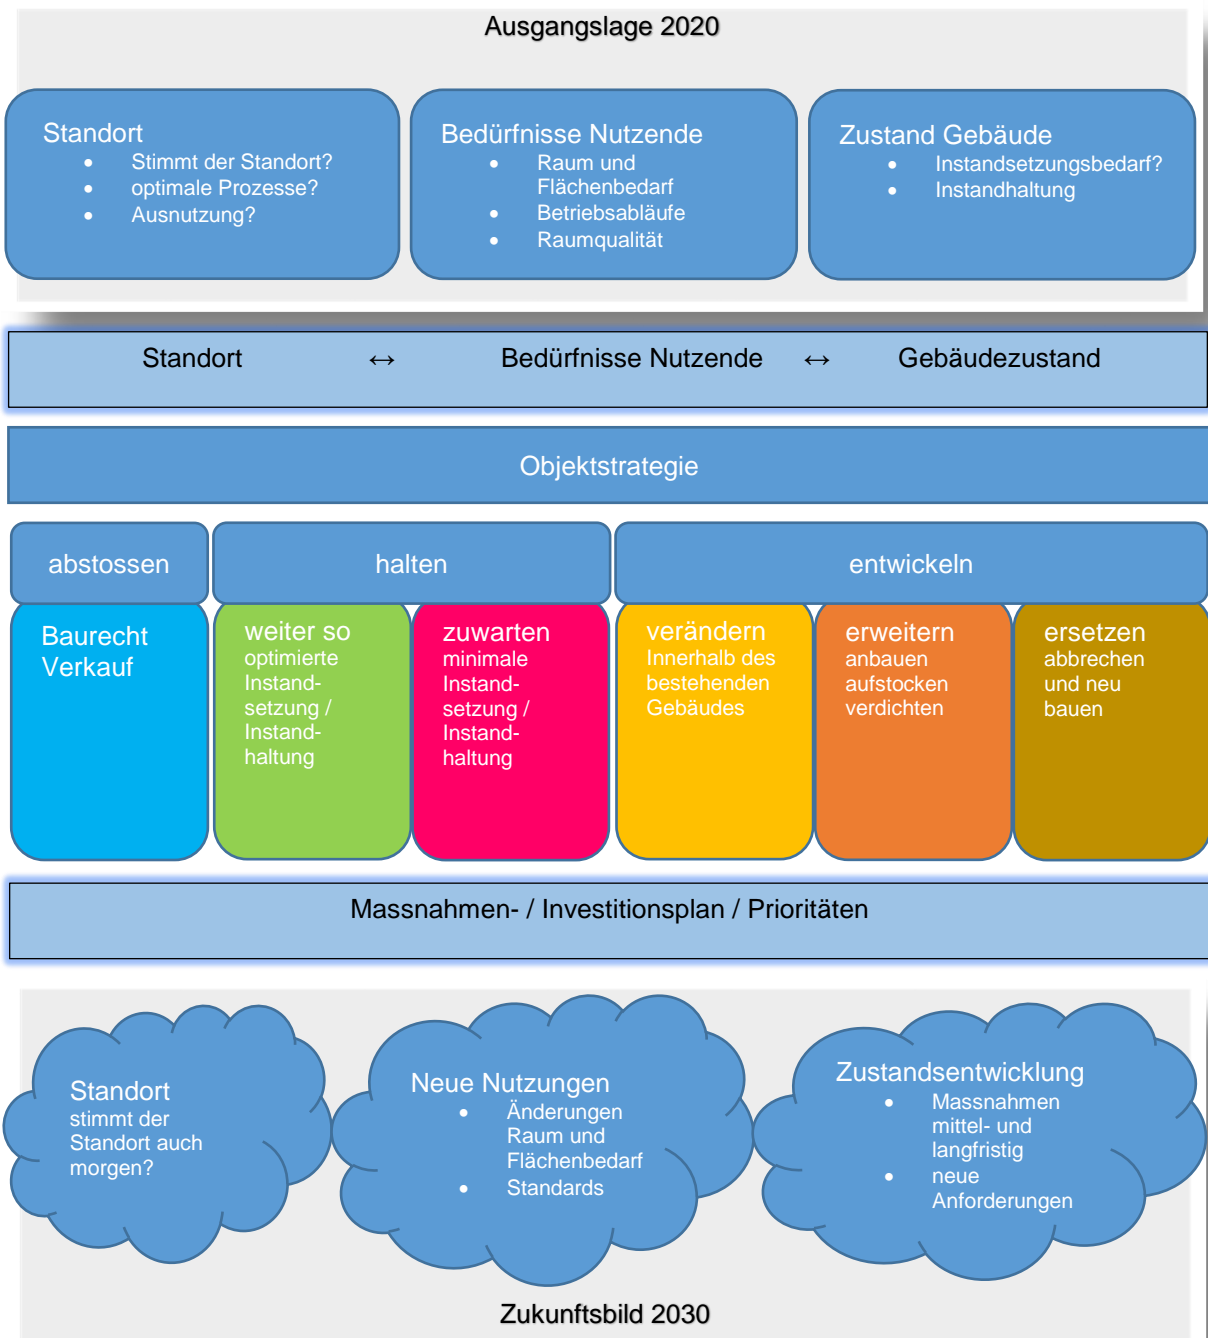 Ausgangslage 2020
Standort
• Stimmt der Standort?
• optimale Prozesse?
• Ausnutzung?
Bedürfnisse Nutzende
• Raum und
Flächenbedarf
• Betriebsabläufe
• Raumqualität
Zustand Gebäude
• Instandsetzungsbedarf?
• Instandhaltung
Standort ↔ Bedürfnisse Nutzende ↔ Gebäudezustand
Objektstrategie
abstossen
halten
entwickeln
Baurecht
Verkauf
weiter so
optimierte
Instand-
setzung /
Instand-
haltung
zuwarten
minimale
Instand-
setzung /
Instand-
haltung
verändern
Innerhalb des
bestehenden
Gebäudes
erweitern
anbauen
aufstocken
verdichten
ersetzen
abbrechen
und neu
bauen
Massnahmen- / Investitionsplan / Prioritäten
Standort
stimmt der
Standort auch
morgen?
Neue Nutzungen
• Änderungen
Raum und
Flächenbedarf
• Standards
Zustandsentwicklung
• Massnahmen
mittel- und
langfristig
• neue
Anforderungen
Zukunftsbild 2030